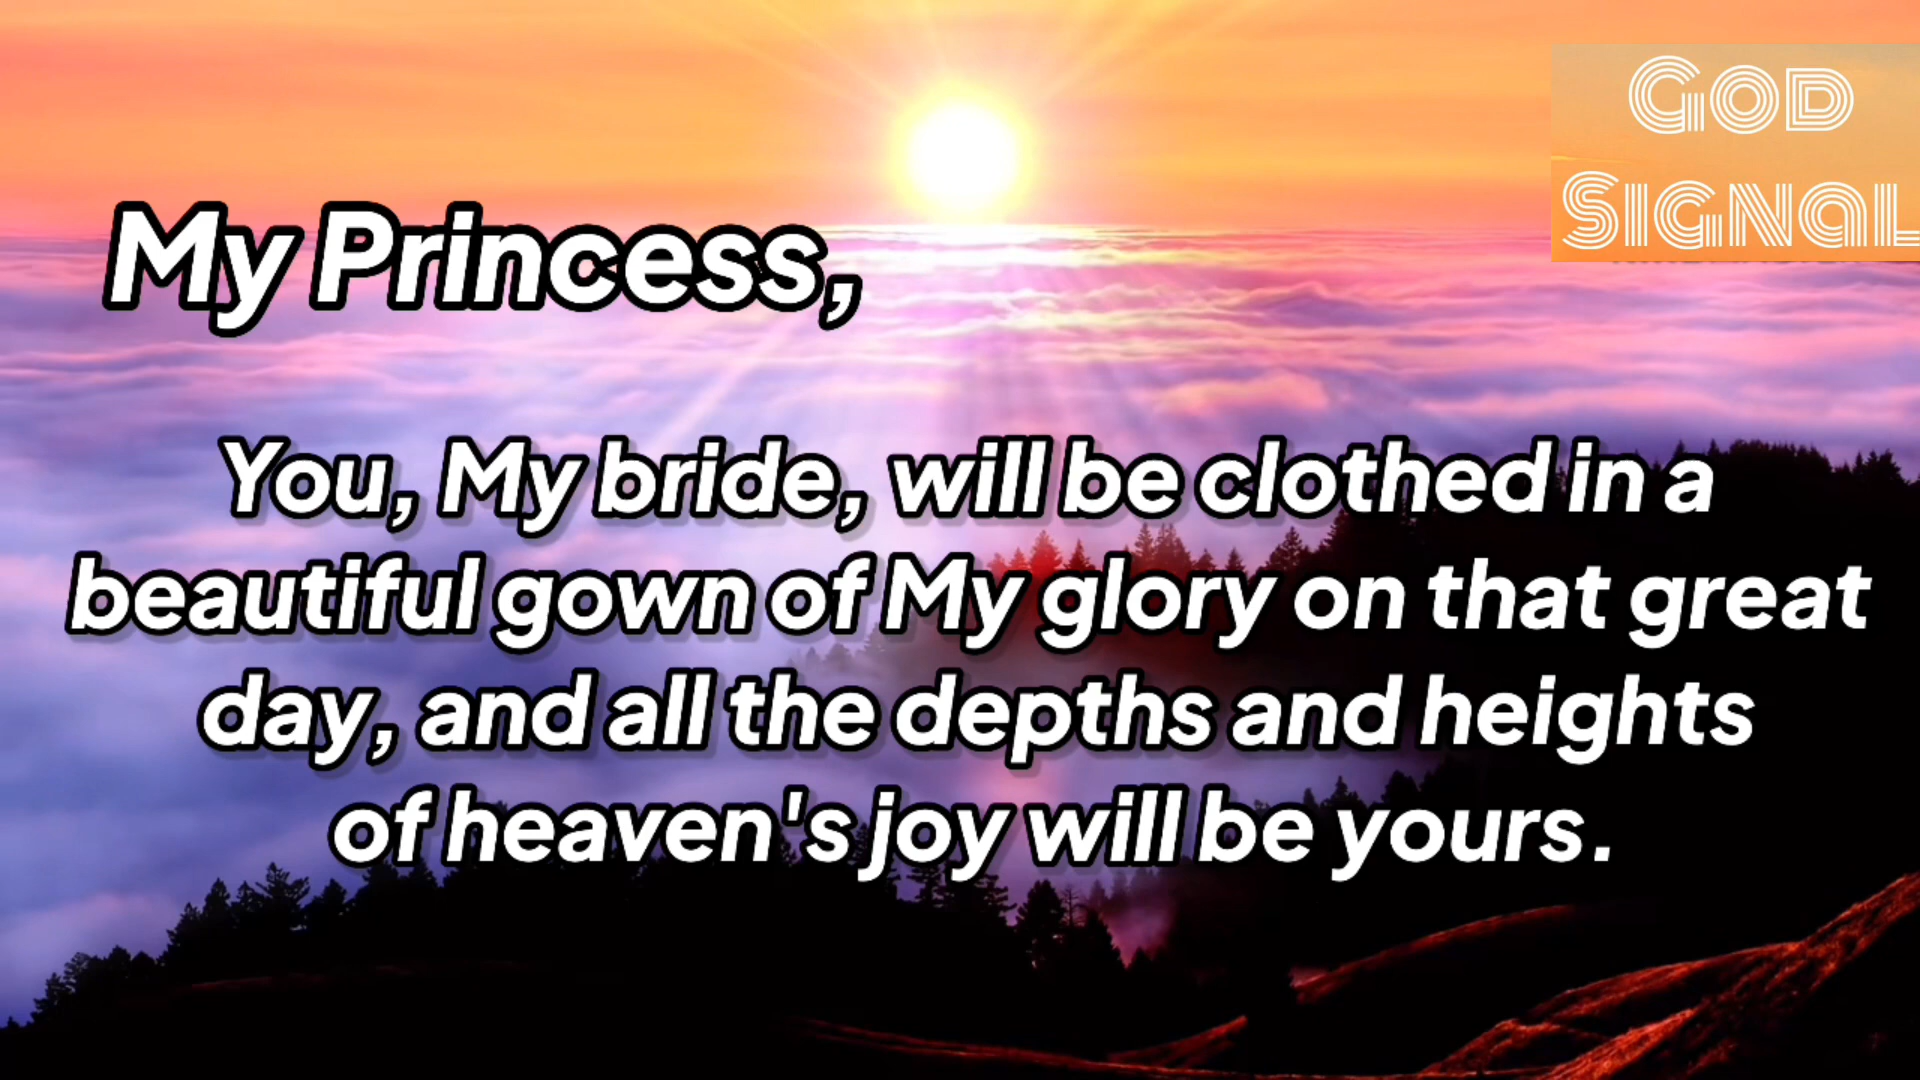 God
Signal
My Princess,
You, My bride, will be clothed in a
beautiful gown of My glory on that great
day, and all the depths and heights
of heaven's joy will be yours.